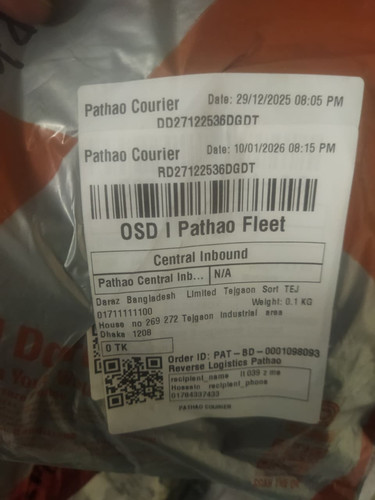 Pathao Courier Date: 29/12/2025 08:05 PM
DD27122536DGDT
Pathao Courier Date: 10/01/2026 08:15 PM
RD27122536DGDT
OSD | Pathao Fleet
Central Inbound
Pathao Central Inb... N/A
Daraz Bangladesh Limited Tejgaon Sort TEJ
01711111100 Weight: 0.1 KG
House no 269 272 Tejgaon Industrial area
Dhaka 1208
0 TK
Order ID: PAT-BD-0001098093
Reverse Logistics Pathao
recipient_name
Hossain recipient_phone
01794337433
PATHAO COURIER